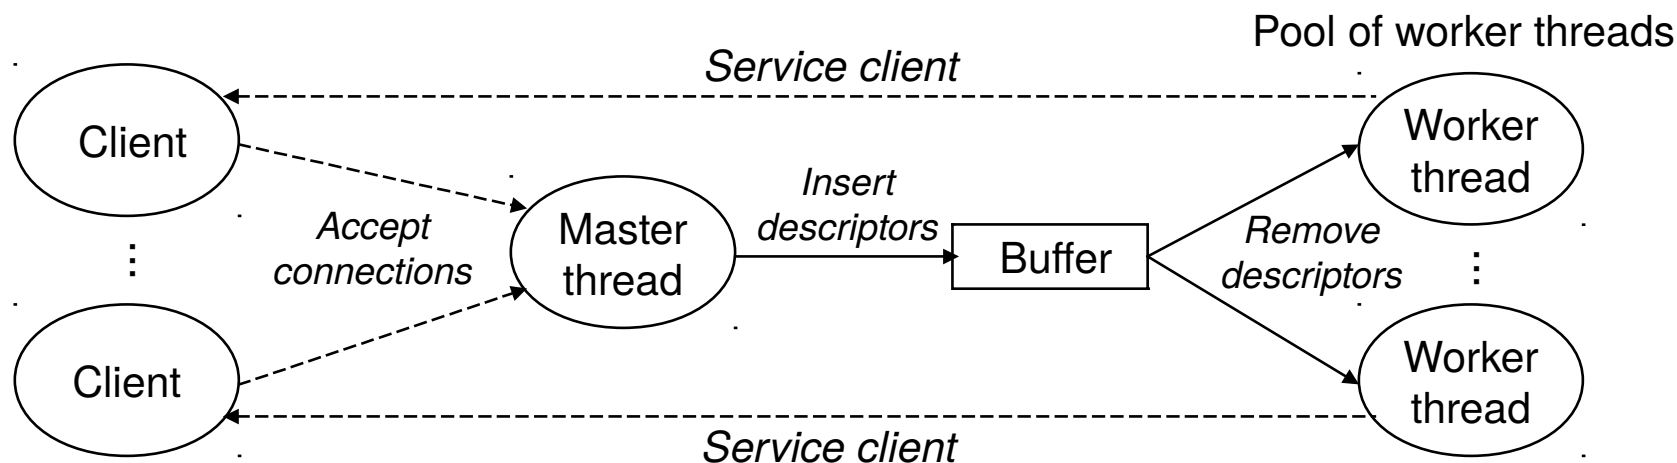 Pool of worker threads
Service client
Client
Worker
thread
Insert
descriptors
Accept
connections
Master
thread
Buffer
Remove
descriptors
⋮
⋮
Client
Worker
thread
Service client